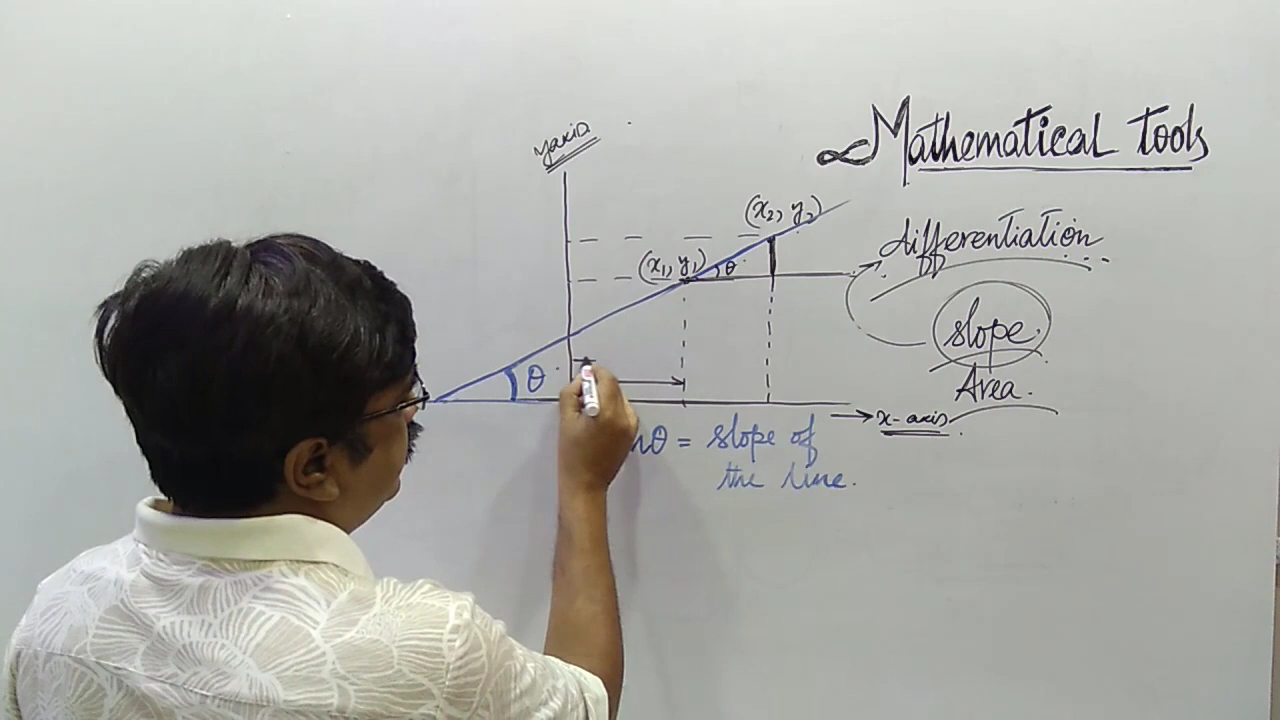 Mathematical Tools
y axis
(x₂, y₂)
differentiation
(x₁, y₁)
θ
slope
θ
Area.
x-axis
θ = slope of
the line.